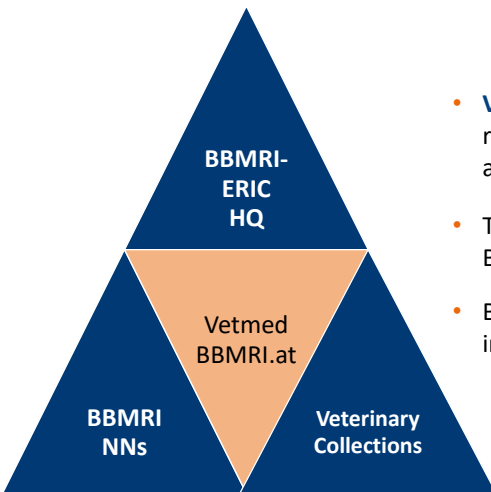 BBMRI-
ERIC
HQ
Vetmed
BBMRI.at
BBMRI
NNs
Veterinary
Collections